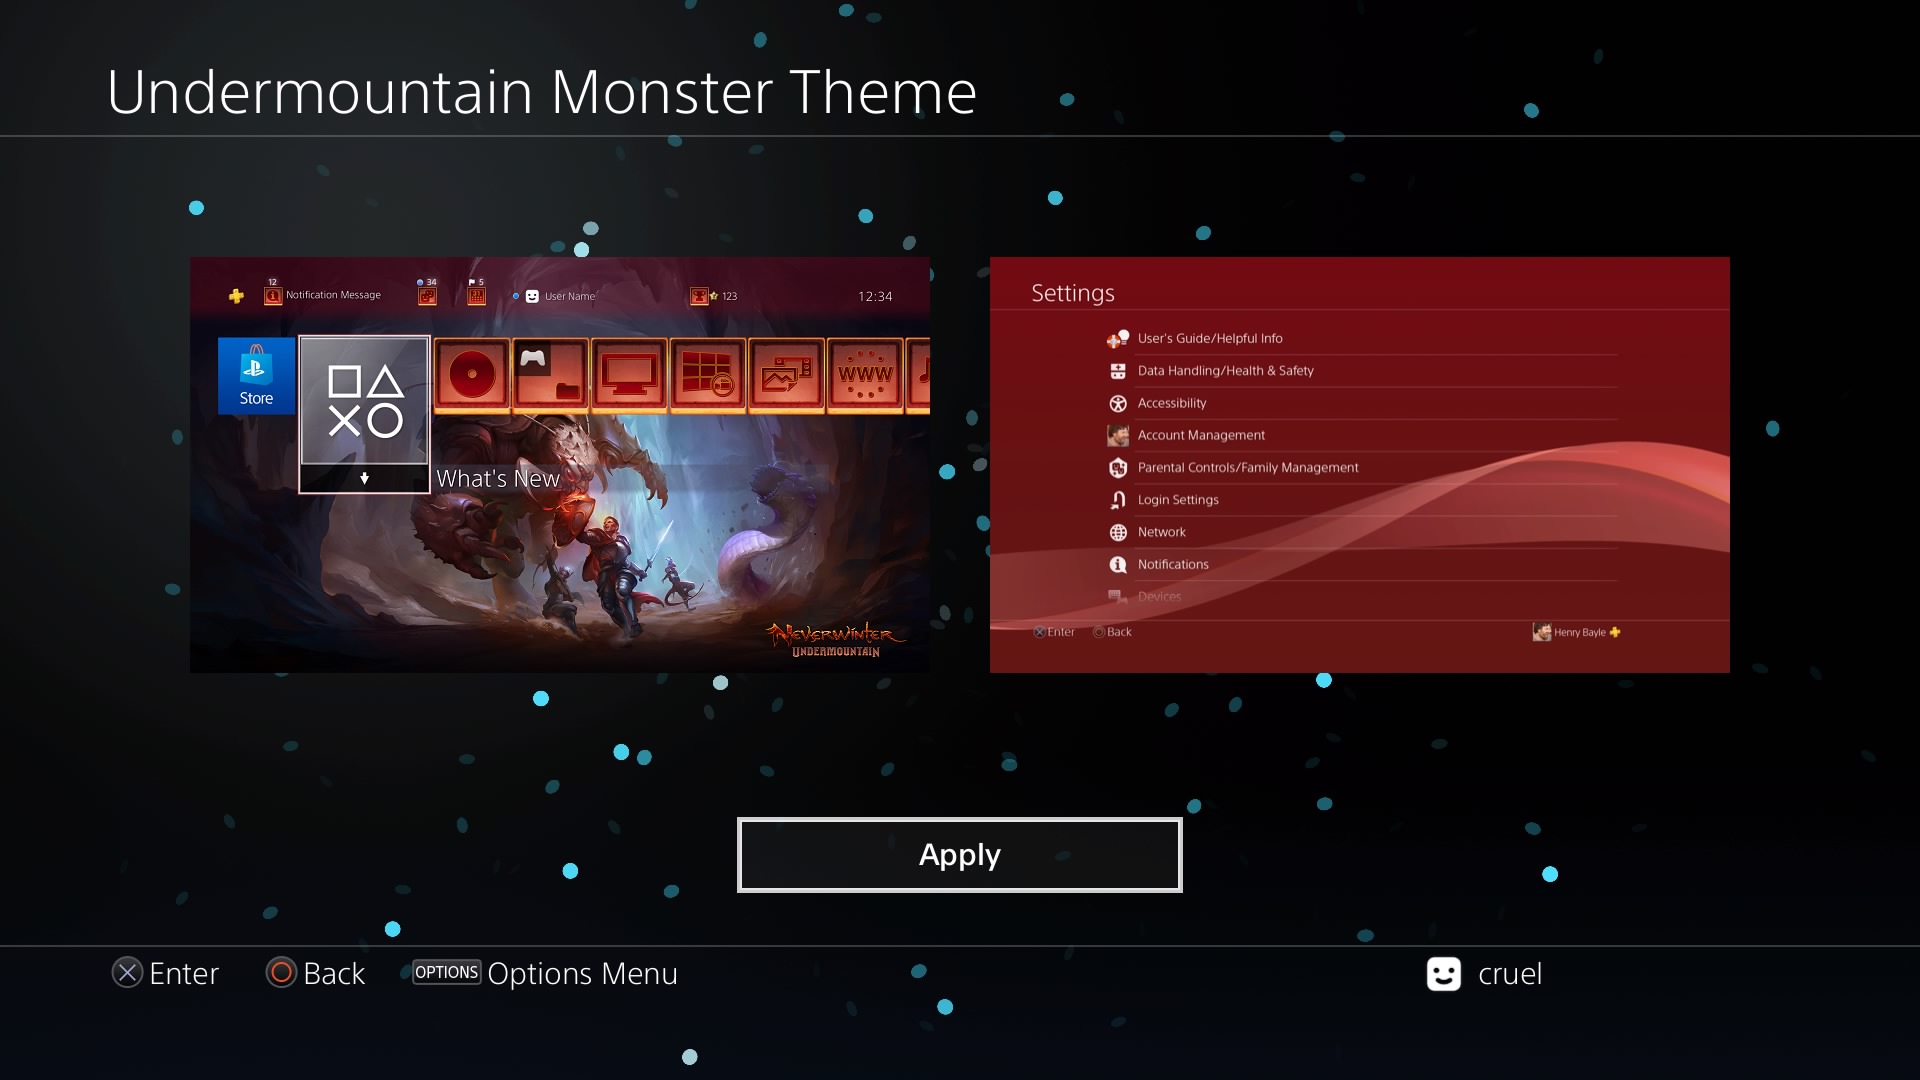 Undermountain Monster Theme
12
Notification Message
34
5
User Name
123
12:34
Store
WWW
What's New
NEVERWINTER
UNDERMOUNTAIN
Settings
User's Guide/Helpful Info
Data Handling/Health & Safety
Accessibility
Account Management
Parental Controls/Family Management
Login Settings
Network
Notifications
Devices
Enter Back
Henry Bayle
Apply
Enter Back OPTIONS Options Menu
cruel